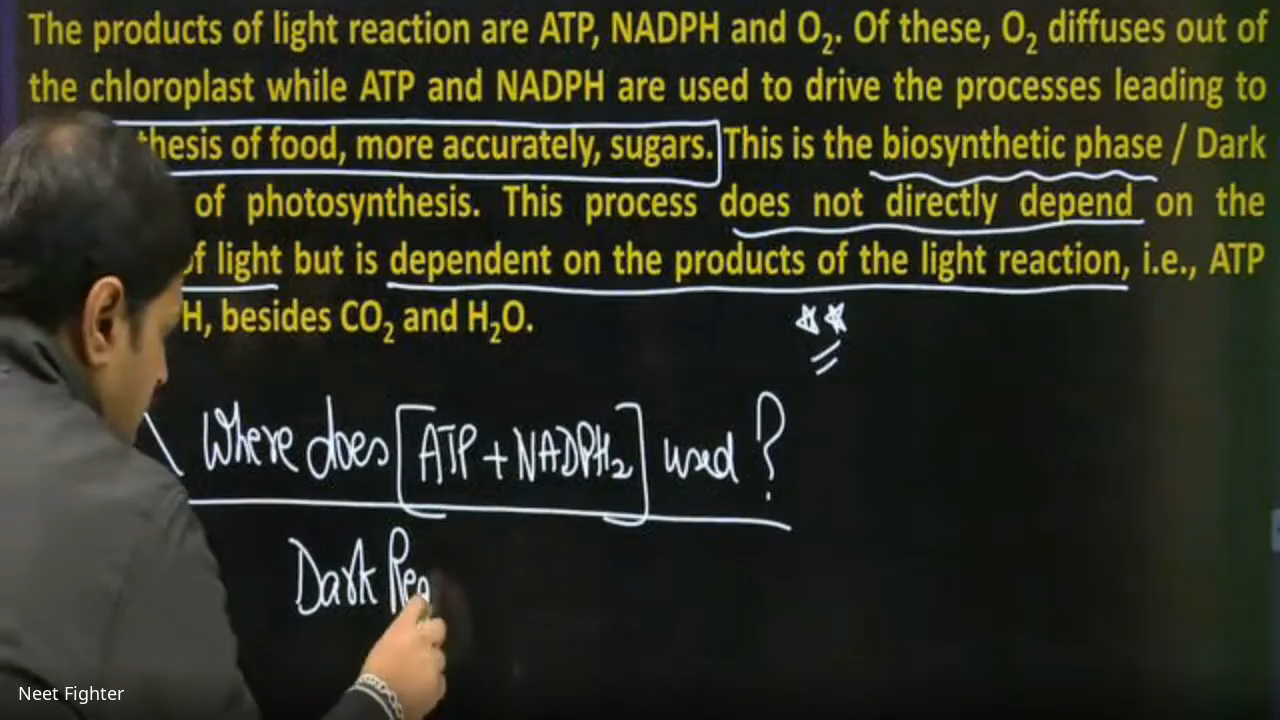 The products of light reaction are ATP, NADPH and O₂. Of these, O₂ diffuses out of
the chloroplast while ATP and NADPH are used to drive the processes leading to
thesis of food, more accurately, sugars. This is the biosynthetic phase / Dark
of photosynthesis. This process does not directly depend on the
of light but is dependent on the products of the light reaction, i.e., ATP
H, besides CO₂ and H₂O.
Where does [ATP + NADPH₂] used ?
Dark Rea
Neet Fighter